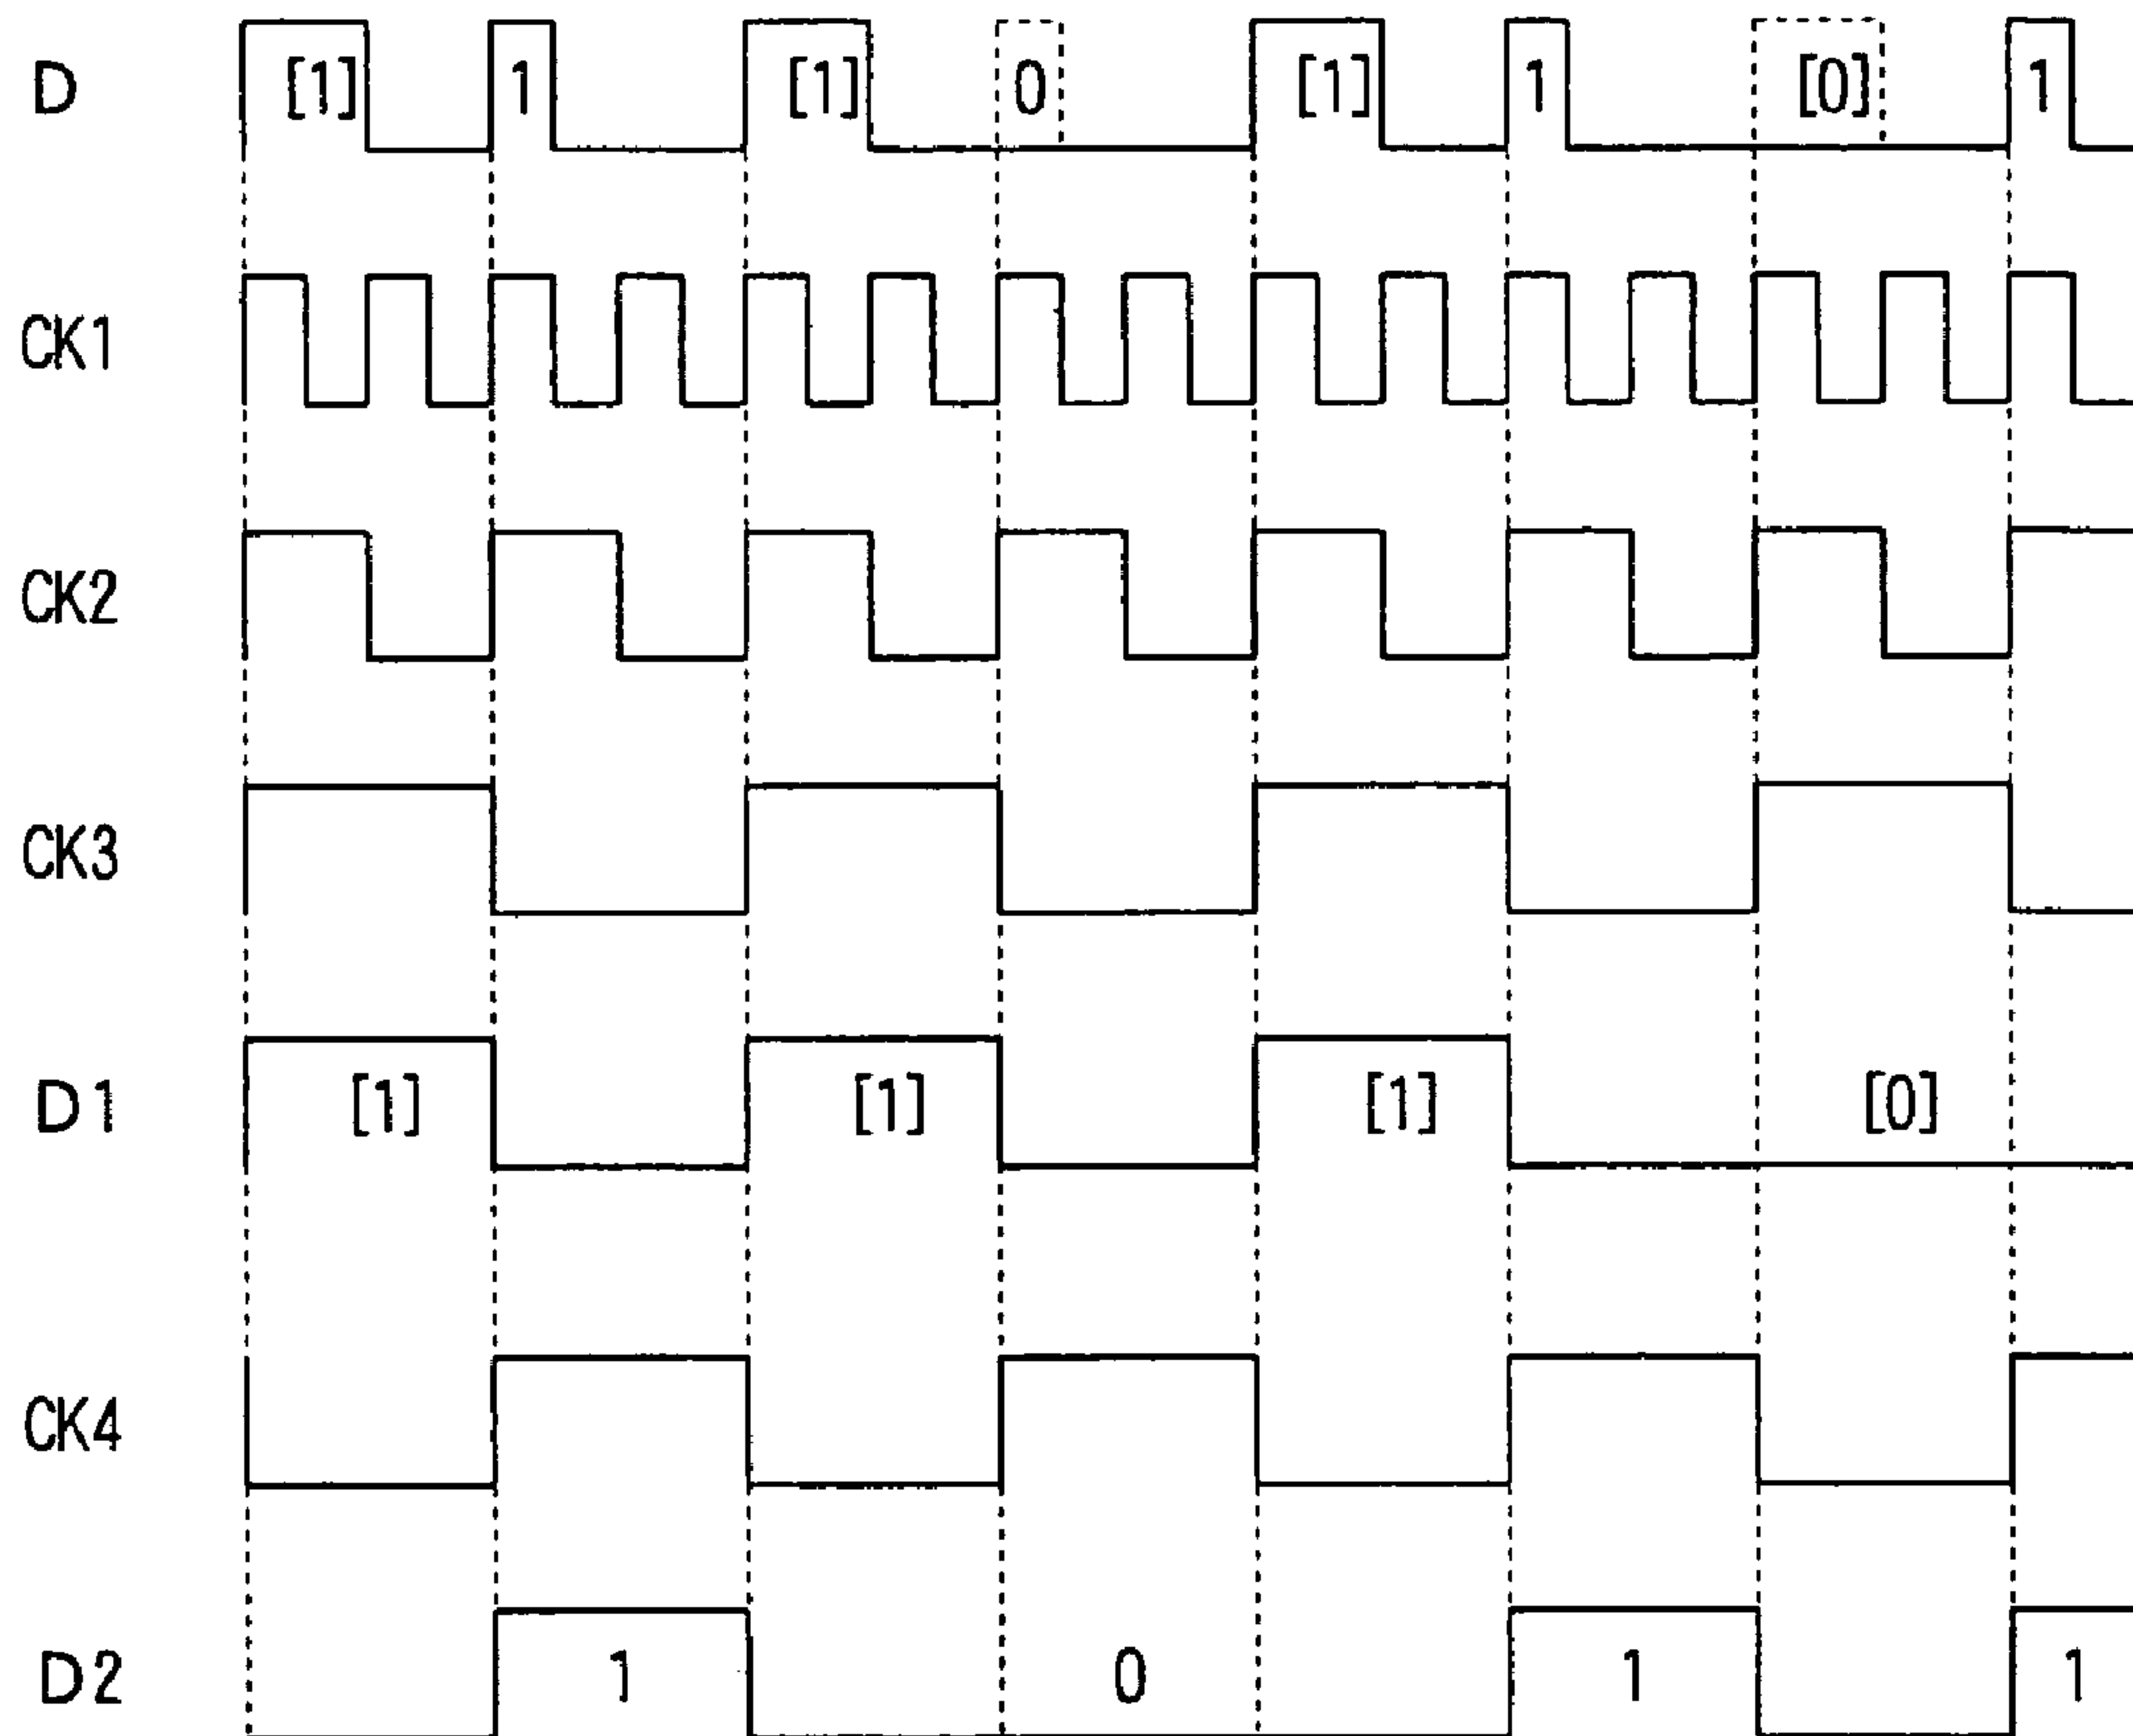 D [1] 1 [1] 0 [1] 1 [0] 1
CK1
CK2
CK3
D1 [1] [1] [1] [0]
CK4
D2 1 0 1 1